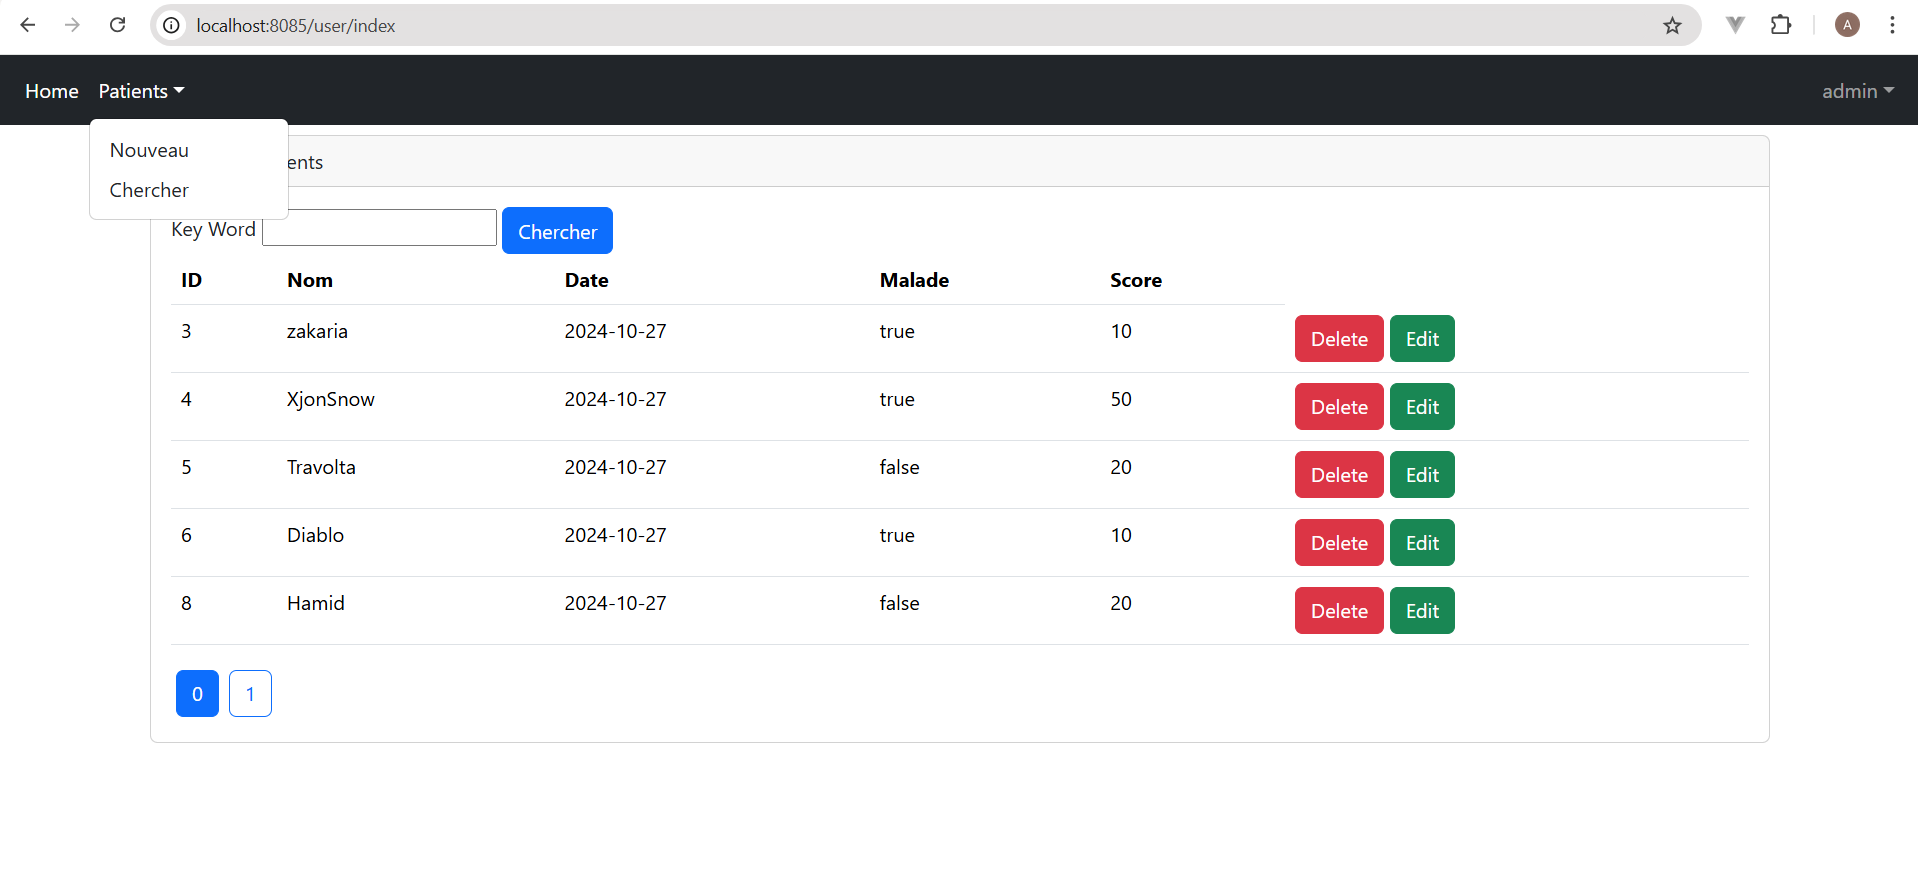 localhost:8085/user/index
A
Home Patients admin
Nouveau
Chercher
ents
Key Word Chercher
ID Nom Date Malade Score
3 zakaria 2024-10-27 true 10 Delete Edit
4 XjonSnow 2024-10-27 true 50 Delete Edit
5 Travolta 2024-10-27 false 20 Delete Edit
6 Diablo 2024-10-27 true 10 Delete Edit
8 Hamid 2024-10-27 false 20 Delete Edit
0 1